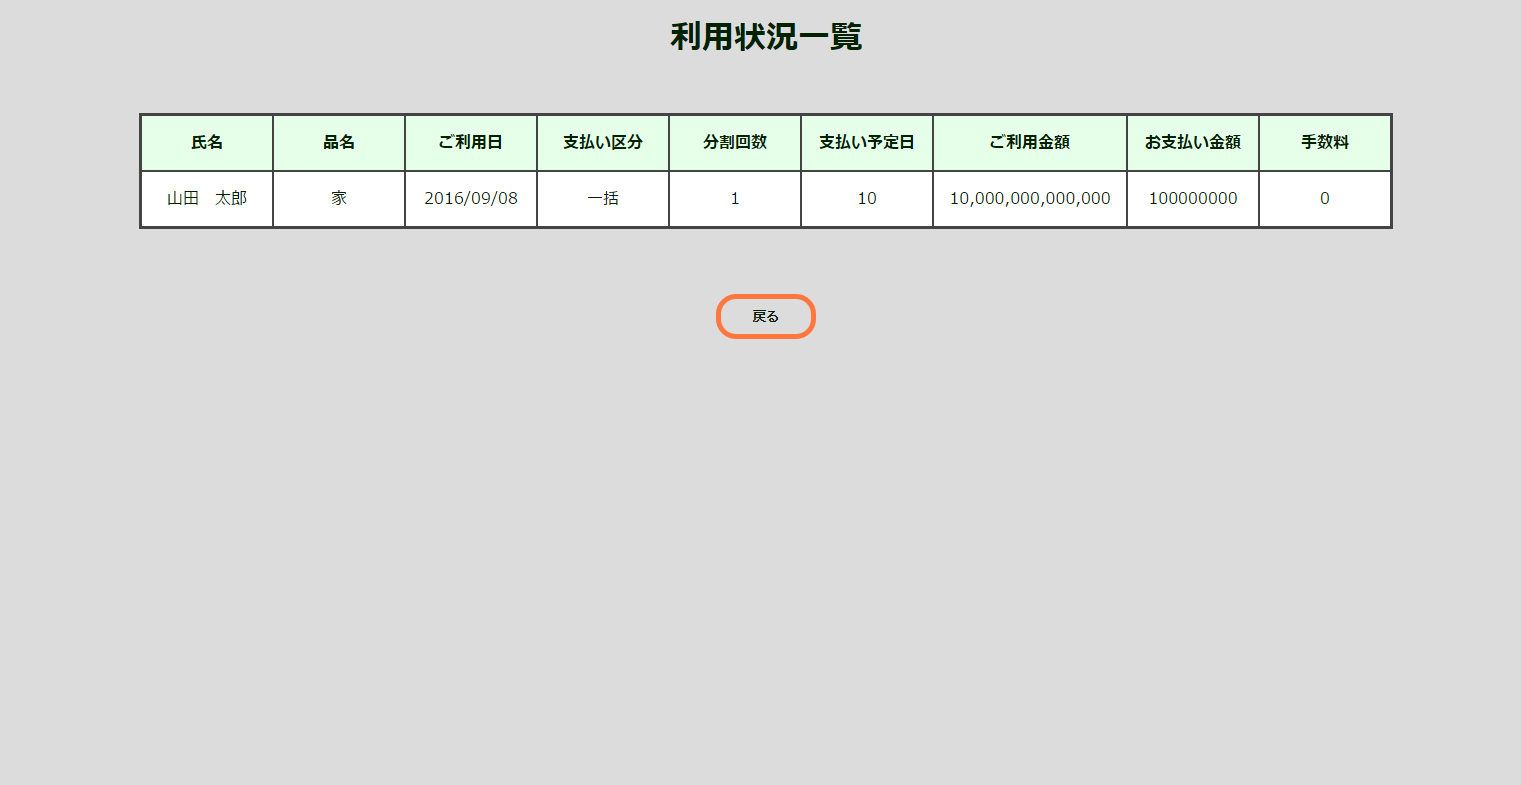 利用状況一覧
氏名 品名 ご利用日 支払い区分 分割回数 支払い予定日 ご利用金額 お支払い金額 手数料
山田　太郎 家 2016/09/08 一括 1 10 10,000,000,000,000 100000000 0
戻る